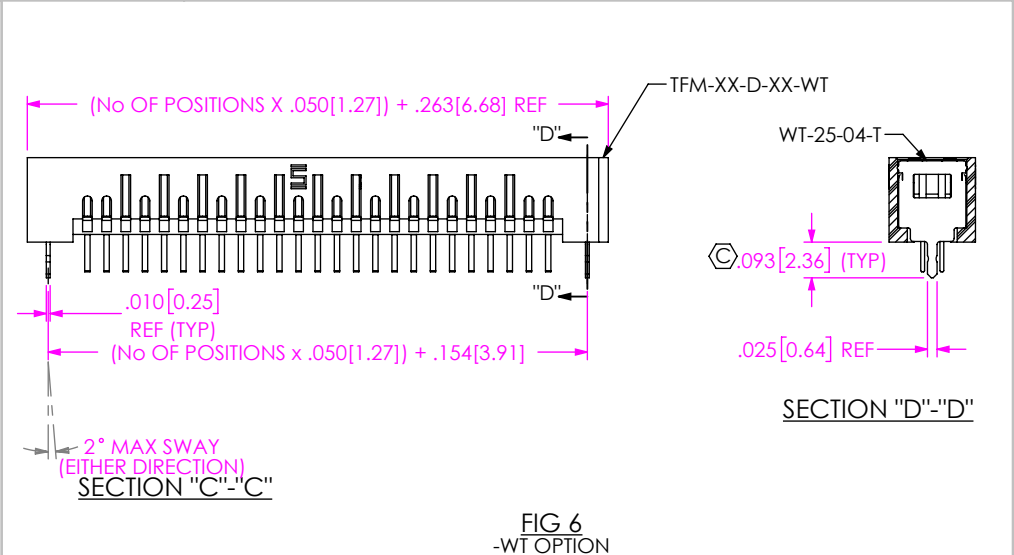 (No OF POSITIONS X .050[1.27]) + .263[6.68] REF
TFM-XX-D-XX-WT
"D"
WT-25-04-T
C
.093[2.36] (TYP)
.010[0.25]
REF (TYP)
"D"
(No OF POSITIONS x .050[1.27]) + .154[3.91]
.025[0.64] REF
SECTION "D"-"D"
2° MAX SWAY
(EITHER DIRECTION)
SECTION "C"-"C"
FIG 6
-WT OPTION